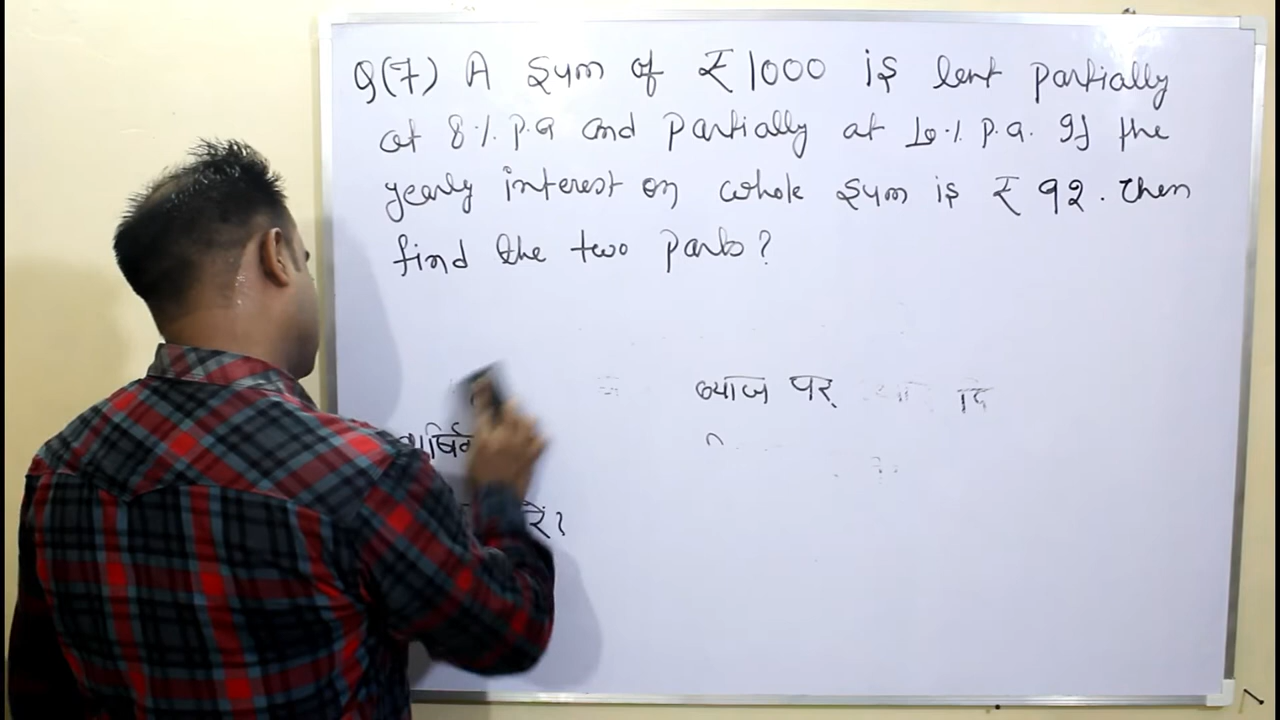 Q(7) A sum of ₹1000 is lent partially
at 8% p.a and partially at 10% p.a. If the
yearly interest on whole sum is ₹ 92. then
find the two parts?
ब्याज पर